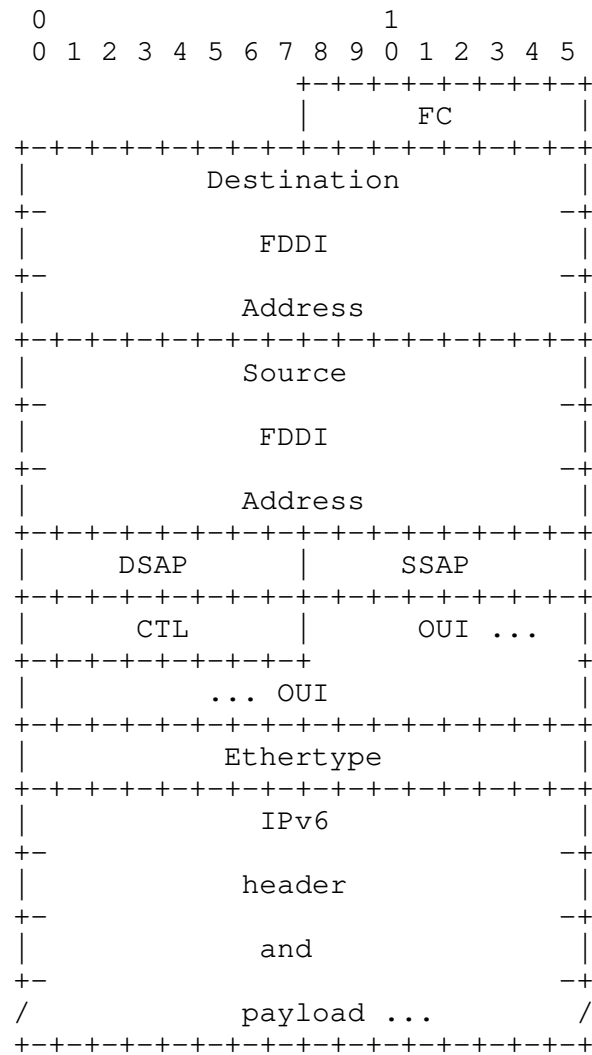 0                   1
0 1 2 3 4 5 6 7 8 9 0 1 2 3 4 5
                +-+-+-+-+-+-+-+-+
                |      FC       |
+-+-+-+-+-+-+-+-+-+-+-+-+-+-+-+-+
|          Destination          |
+-                             -+
|             FDDI              |
+-                             -+
|            Address            |
+-+-+-+-+-+-+-+-+-+-+-+-+-+-+-+-+
|            Source             |
+-                             -+
|             FDDI              |
+-                             -+
|            Address            |
+-+-+-+-+-+-+-+-+-+-+-+-+-+-+-+-+
|     DSAP      |     SSAP      |
+-+-+-+-+-+-+-+-+-+-+-+-+-+-+-+-+
|      CTL      |      OUI ...  |
+-+-+-+-+-+-+-+-+               +
|          ... OUI              |
+-+-+-+-+-+-+-+-+-+-+-+-+-+-+-+-+
|           Ethertype           |
+-+-+-+-+-+-+-+-+-+-+-+-+-+-+-+-+
|             IPv6              |
+-                             -+
|            header             |
+-                             -+
|             and               |
+-                             -+
/            payload ...        /
+-+-+-+-+-+-+-+-+-+-+-+-+-+-+-+-+